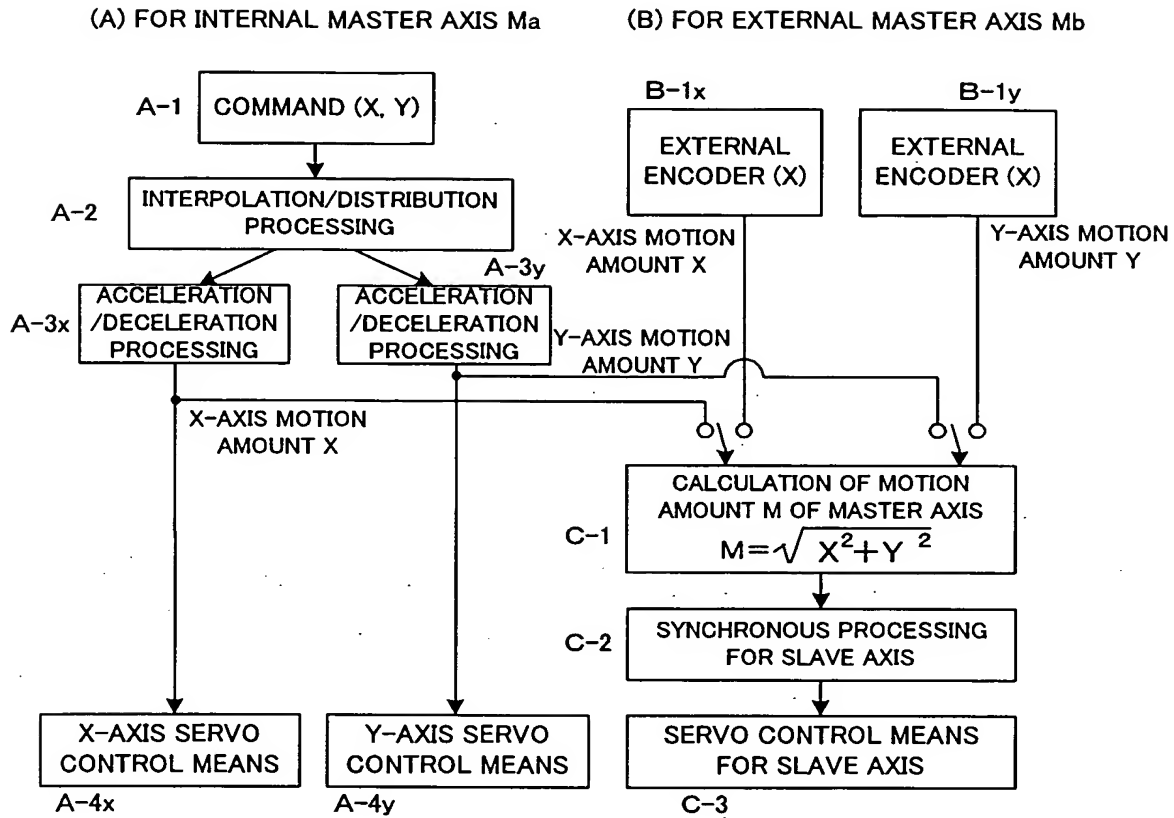 (A) FOR INTERNAL MASTER AXIS Ma
(B) FOR EXTERNAL MASTER AXIS Mb
A-1
COMMAND (X, Y)
A-2
INTERPOLATION/DISTRIBUTION
PROCESSING
A-3x
ACCELERATION
/DECELERATION
PROCESSING
A-3y
ACCELERATION
/DECELERATION
PROCESSING
X-AXIS MOTION
AMOUNT X
Y-AXIS MOTION
AMOUNT Y
X-AXIS SERVO
CONTROL MEANS
A-4x
Y-AXIS SERVO
CONTROL MEANS
A-4y
B-1x
EXTERNAL
ENCODER (X)
B-1y
EXTERNAL
ENCODER (X)
X-AXIS MOTION
AMOUNT X
Y-AXIS MOTION
AMOUNT Y
C-1
CALCULATION OF MOTION
AMOUNT M OF MASTER AXIS
M=√X²+Y²
C-2
SYNCHRONOUS PROCESSING
FOR SLAVE AXIS
SERVO CONTROL MEANS
FOR SLAVE AXIS
C-3